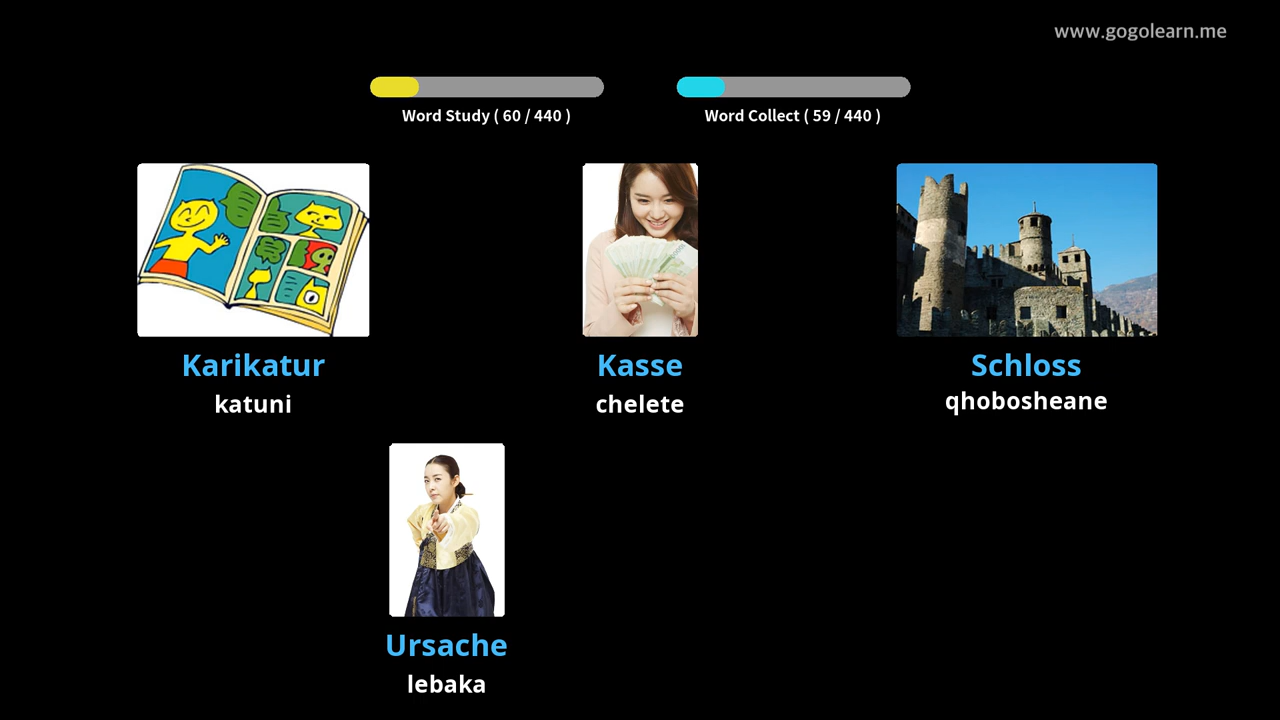 www.gogolearn.me
Word Study ( 60 / 440 )
Word Collect ( 59 / 440 )
Karikatur
katuni
Kasse
chelete
Schloss
qhobosheane
Ursache
lebaka